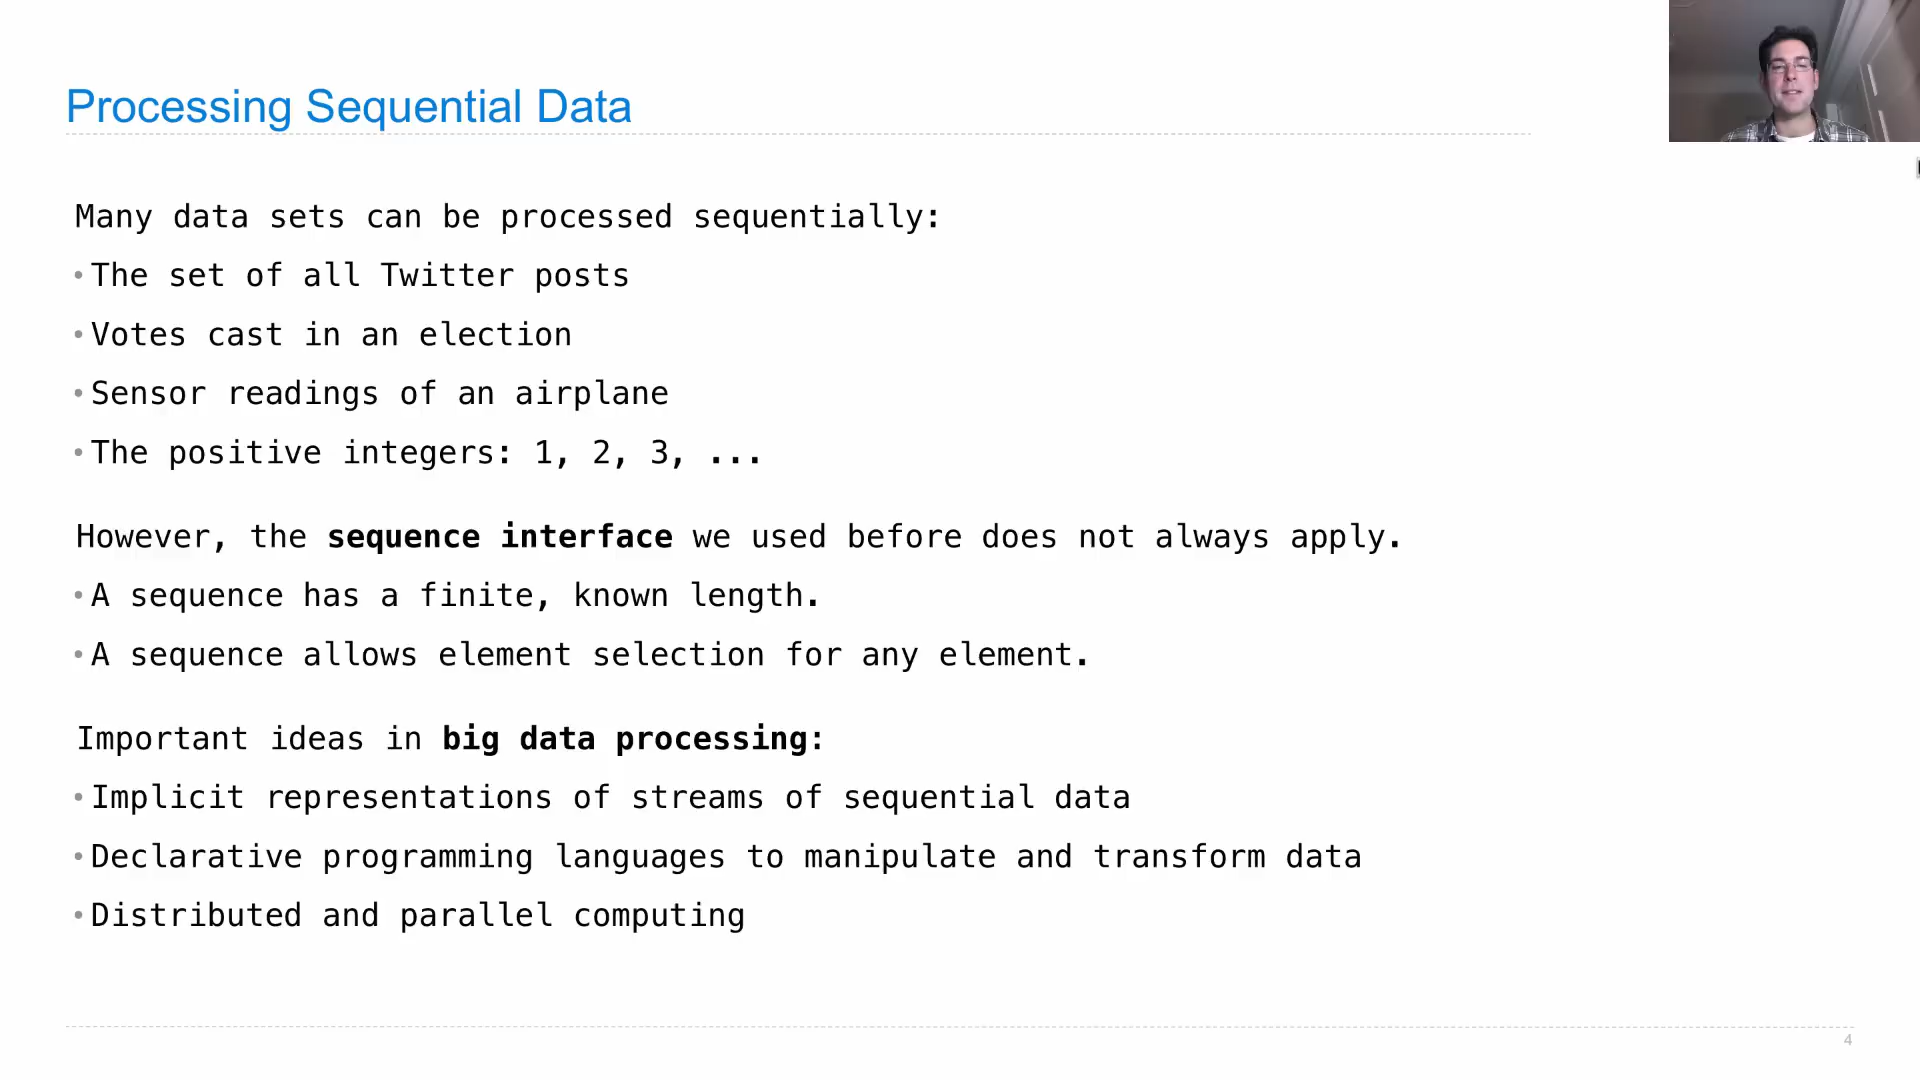 Processing Sequential Data
Many data sets can be processed sequentially:
•The set of all Twitter posts
•Votes cast in an election
•Sensor readings of an airplane
•The positive integers: 1, 2, 3, ...
However, the sequence interface we used before does not always apply.
•A sequence has a finite, known length.
•A sequence allows element selection for any element.
Important ideas in big data processing:
•Implicit representations of streams of sequential data
•Declarative programming languages to manipulate and transform data
•Distributed and parallel computing
4